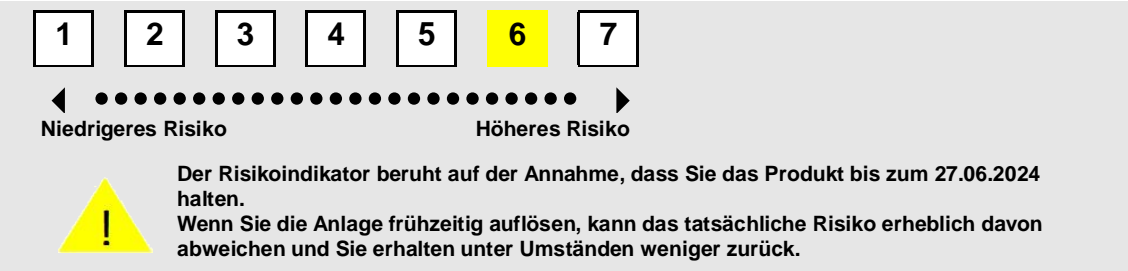 1 2 3 4 5 6 7
Niedrigeres Risiko Höheres Risiko
Der Risikoindikator beruht auf der Annahme, dass Sie das Produkt bis zum 27.06.2024
halten.
Wenn Sie die Anlage frühzeitig auflösen, kann das tatsächliche Risiko erheblich davon
abweichen und Sie erhalten unter Umständen weniger zurück.
!